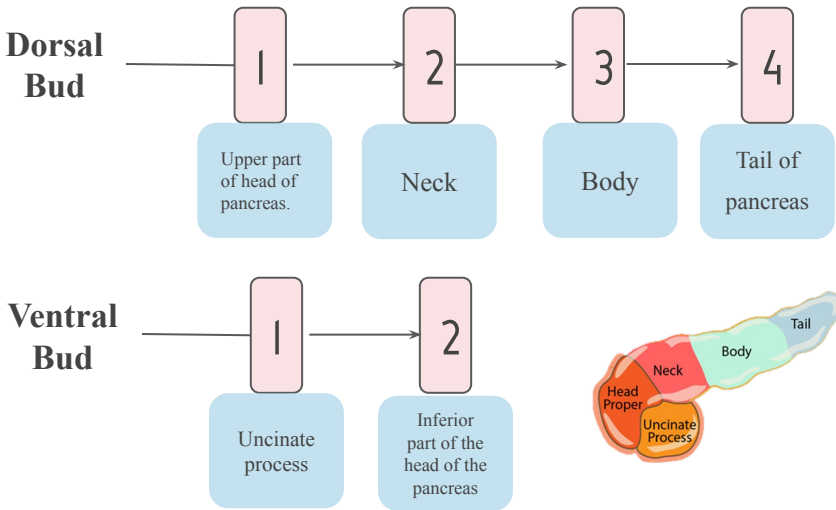 Dorsal
Bud
1
2
3
4
Upper part
of head of
pancreas.
Neck
Body
Tail of
pancreas
Ventral
Bud
1
2
Uncinate
process
Inferior
part of the
head of the
pancreas
Tail
Body
Neck
Head
Proper
Uncinate
Process